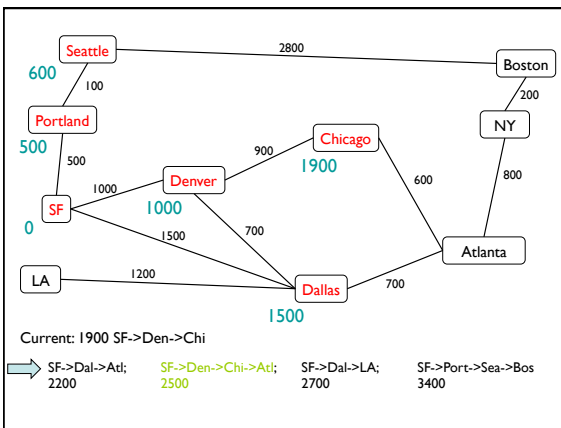 2800
Seattle
600
Boston
100
200
Portland
NY
500
Chicago
900
500
1900
1000
Denver
600
800
1000
SF
0
700
1500
Atlanta
LA
1200
Dallas
700
1500
Current: 1900 SF->Den->Chi
SF->Dal->Atl; SF->Den->Chi->Atl; SF->Dal->LA; SF->Port->Sea->Bos
2200 2500 2700 3400